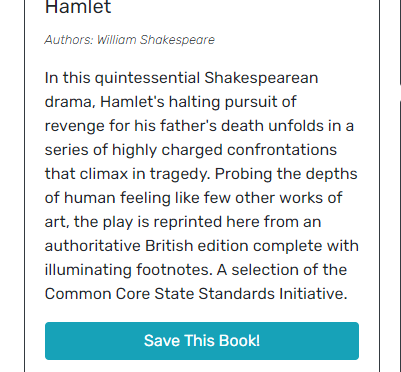 Hamlet
Authors: William Shakespeare
In this quintessential Shakespearean
drama, Hamlet's halting pursuit of
revenge for his father's death unfolds in a
series of highly charged confrontations
that climax in tragedy. Probing the depths
of human feeling like few other works of
art, the play is reprinted here from an
authoritative British edition complete with
illuminating footnotes. A selection of the
Common Core State Standards Initiative.
Save This Book!